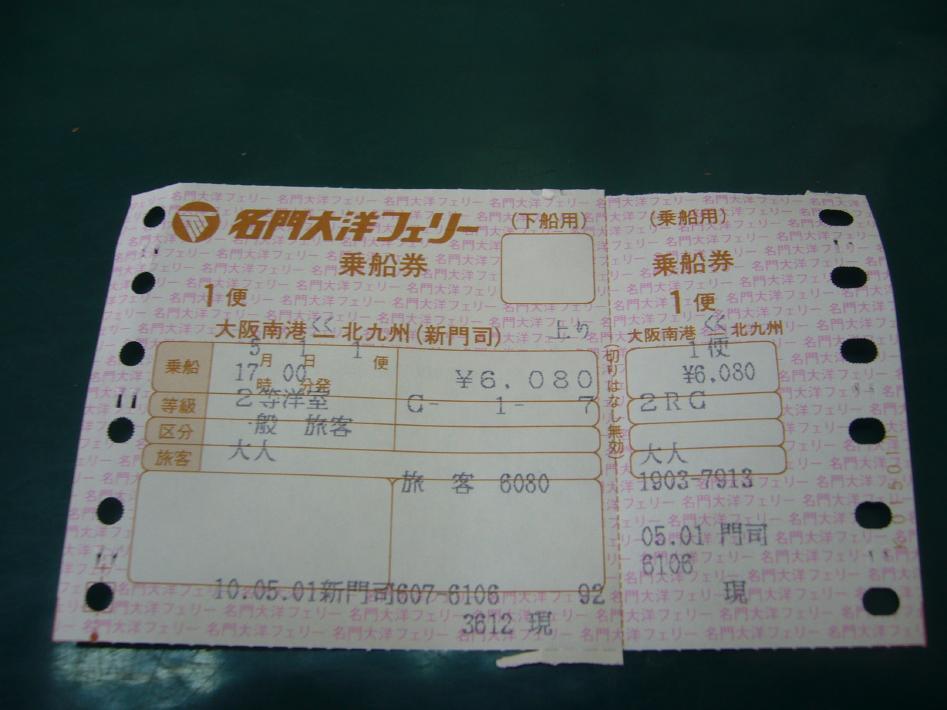 名門大洋フェリー (下船用)
乗船券
1便
大阪南港 << 北九州(新門司) 上り
乗船 5月 1日 1便
17時 00分発 ¥6,080
等級 2等洋室 C- 1- 7
区分 一般 旅客
旅客 大人
旅 客 6080
10.05.01新門司607-6106 92
3612 現
切りはなし無効)
(乗船用)
乗船券
1便
大阪南港 << 北九州
1便
¥6,080
2RC
大人
1903-7913
05.01 門司
6106
現